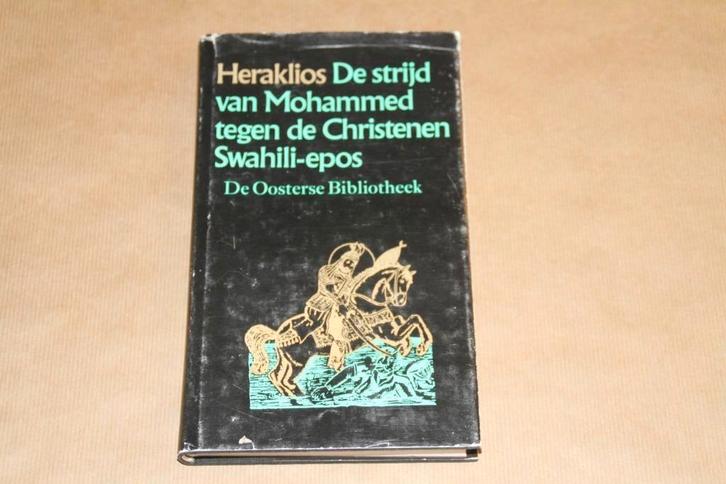 Heraklios De strijd
van Mohammed
tegen de Christenen
Swahili-epos
De Oosterse Bibliotheek